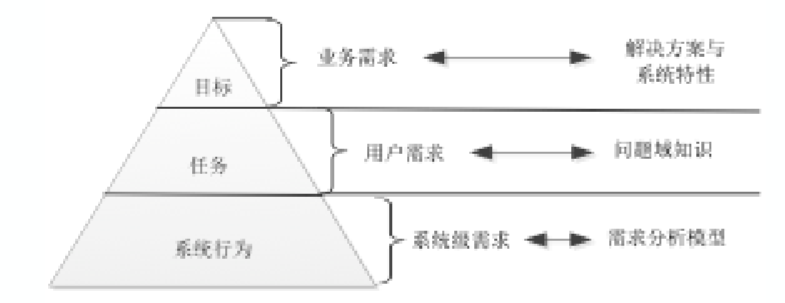 业务需求
解决方案与
系统特性
目标
任务
用户需求
问题域知识
系统行为
系统级需求
需求分析模型